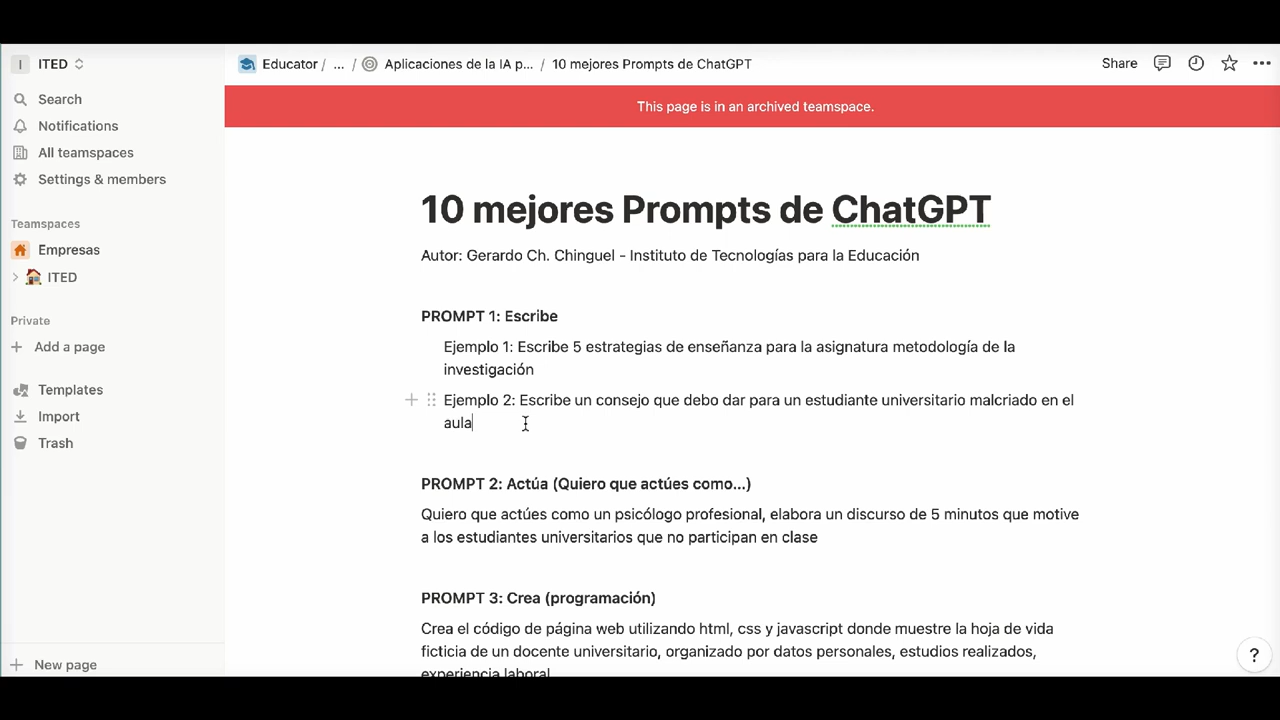 I ITED
Search
Notifications
All teamspaces
Settings & members
Teamspaces
Empresas
ITED
Private
Add a page
Templates
Import
Trash
New page
Educator / ... / Aplicaciones de la IA p... / 10 mejores Prompts de ChatGPT
Share
This page is in an archived teamspace.
10 mejores Prompts de ChatGPT
Autor: Gerardo Ch. Chinguel - Instituto de Tecnologías para la Educación
PROMPT 1: Escribe
Ejemplo 1: Escribe 5 estrategias de enseñanza para la asignatura metodología de la
investigación
Ejemplo 2: Escribe un consejo que debo dar para un estudiante universitario malcriado en el
aula
PROMPT 2: Actúa (Quiero que actúes como...)
Quiero que actúes como un psicólogo profesional, elabora un discurso de 5 minutos que motive
a los estudiantes universitarios que no participan en clase
PROMPT 3: Crea (programación)
Crea el código de página web utilizando html, css y javascript donde muestre la hoja de vida
ficticia de un docente universitario, organizado por datos personales, estudios realizados,
experiencia laboral
?